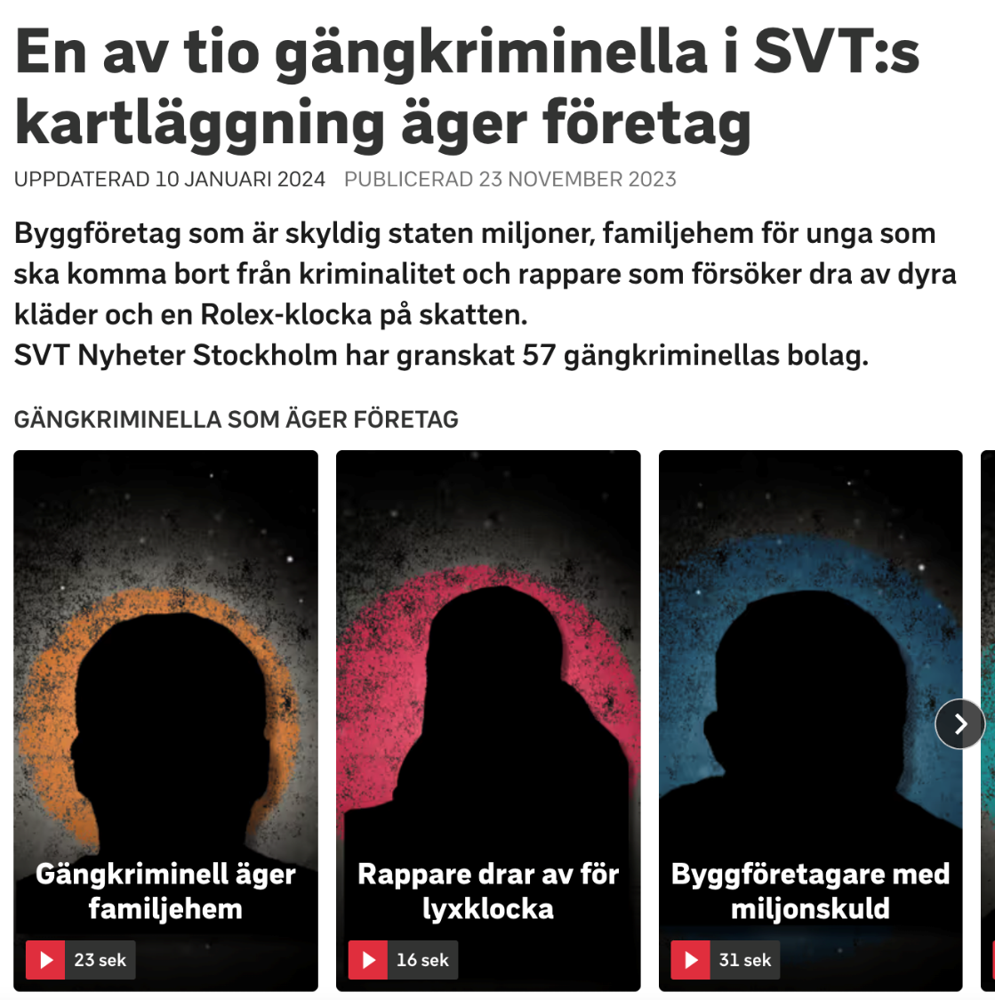 En av tio gängkriminella i SVT:s
kartläggning äger företag
UPPDATERAD 10 JANUARI 2024 PUBLICERAD 23 NOVEMBER 2023
Byggföretag som är skyldig staten miljoner, familjehem för unga som
ska komma bort från kriminalitet och rappare som försöker dra av dyra
kläder och en Rolex-klocka på skatten.
SVT Nyheter Stockholm har granskat 57 gängkriminellas bolag.
GÄNGKRIMINELLA SOM ÄGER FÖRETAG
Gängkriminell äger
familjehem
23 sek
Rappare drar av för
lyxklocka
16 sek
Byggföretagare med
miljonskuld
31 sek